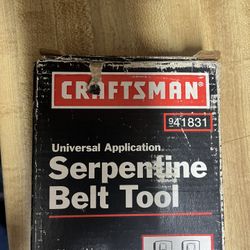 CRAFTSMAN
941831
Universal Application
Serpentine
Belt Tool